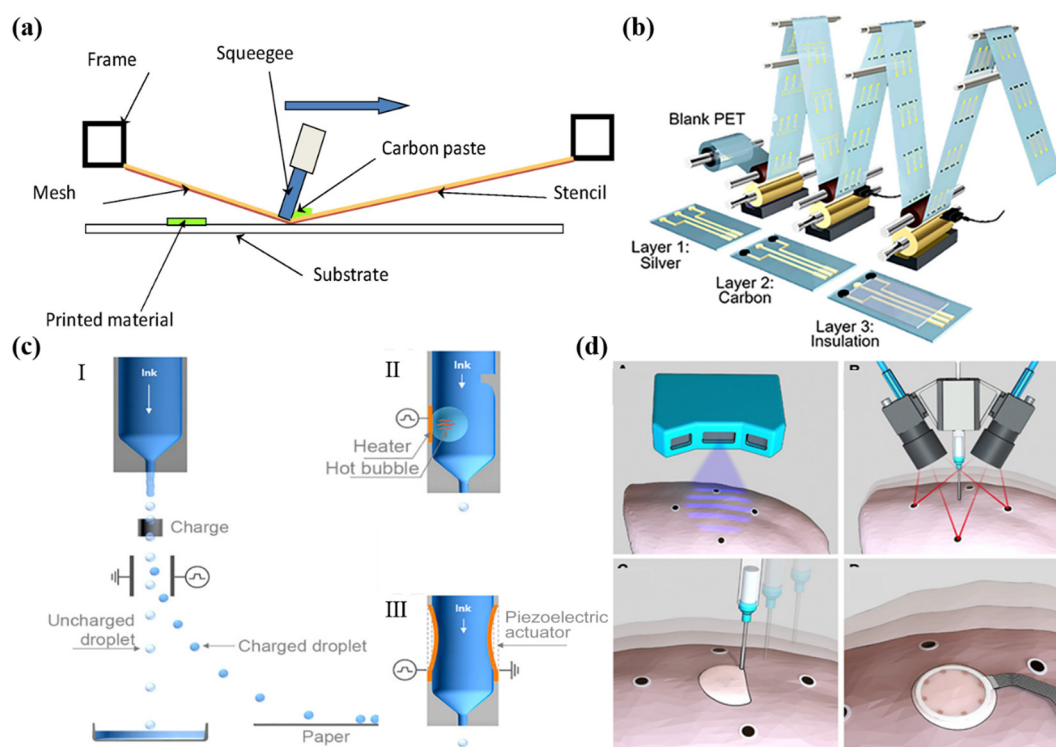 (a)
Frame
Squeegee
Carbon paste
Mesh
Stencil
Substrate
Printed material
(b)
Blank PET
Layer 1:
Silver
Layer 2:
Carbon
Layer 3:
Insulation
(c)
I
Ink
Charge
Uncharged
droplet
Charged droplet
Paper
II
Ink
Heater
Hot bubble
III
Ink
Piezoelectric
actuator
(d)